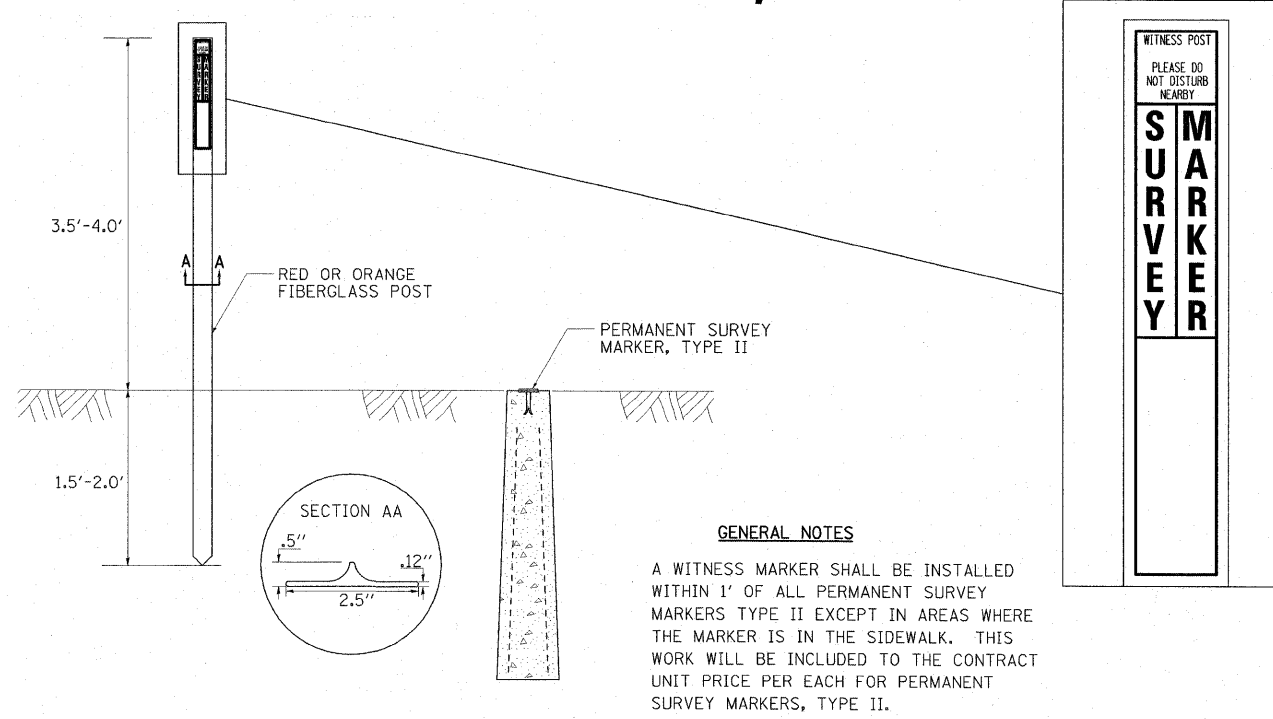 WITNESS POST
PLEASE DO
NOT DISTURB
NEARBY
SURVEY
MARKER
3.5'-4.0'
A A
RED OR ORANGE
FIBERGLASS POST
PERMANENT SURVEY
MARKER, TYPE II
1.5'-2.0'
SECTION AA
.5"
.12"
2.5"
GENERAL NOTES
A WITNESS MARKER SHALL BE INSTALLED
WITHIN 1' OF ALL PERMANENT SURVEY
MARKERS TYPE II EXCEPT IN AREAS WHERE
THE MARKER IS IN THE SIDEWALK. THIS
WORK WILL BE INCLUDED TO THE CONTRACT
UNIT PRICE PER EACH FOR PERMANENT
SURVEY MARKERS, TYPE II.